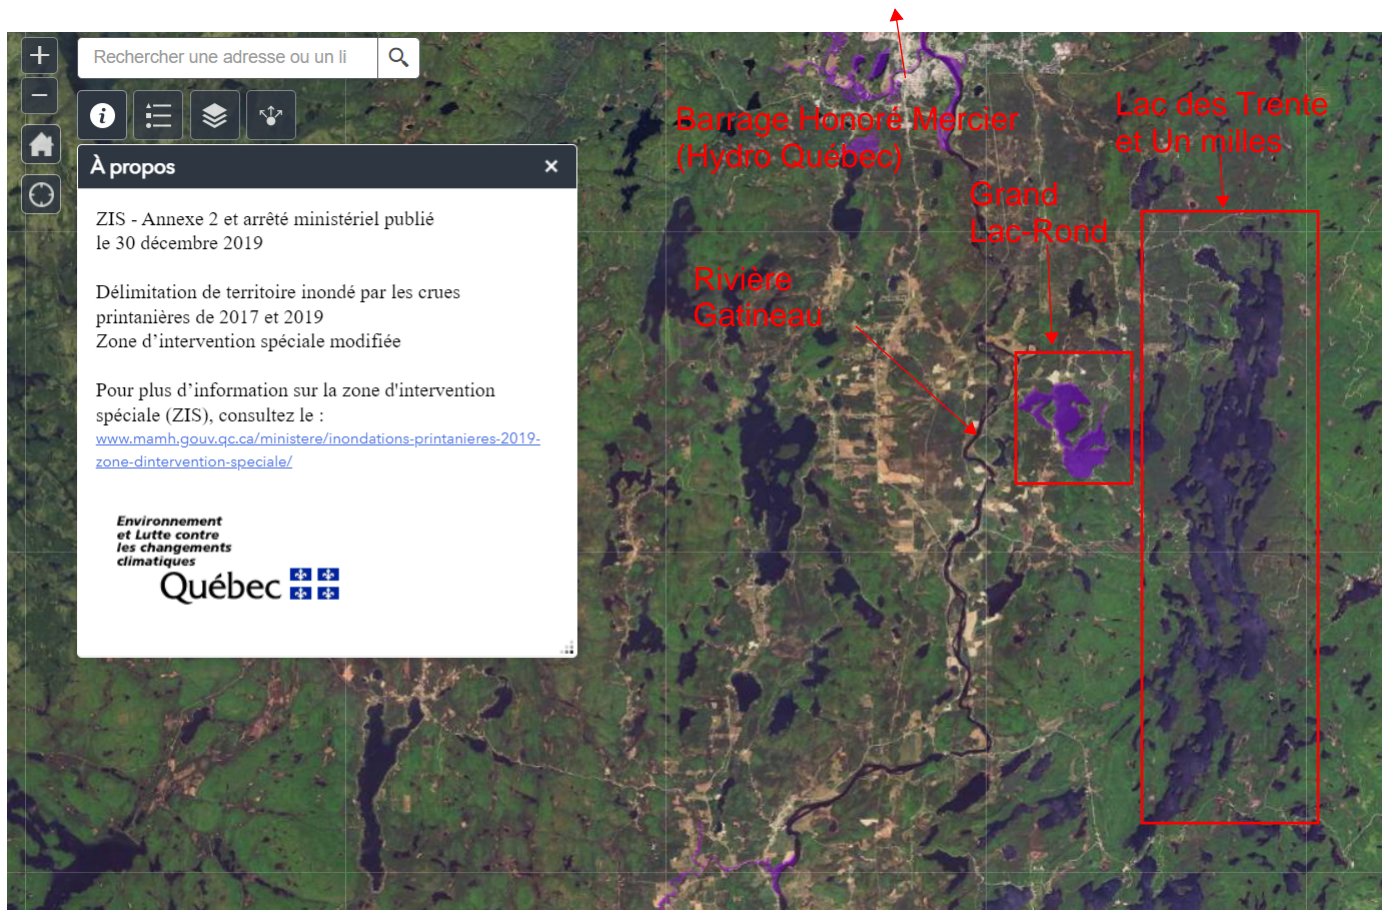 Rechercher une adresse ou un li
À propos
ZIS - Annexe 2 et arrêté ministériel publié
le 30 décembre 2019
Délimitation de territoire inondé par les crues
printanières de 2017 et 2019
Zone d’intervention spéciale modifiée
Pour plus d’information sur la zone d'intervention
spéciale (ZIS), consultez le :
www.mamh.gouv.qc.ca/ministere/inondations-printanieres-2019-
zone-dintervention-speciale/
Environnement
et Lutte contre
les changements
climatiques
Québec
Barrage Honoré Mercier
(Hydro Québec)
Lac des Trente
et Un milles
Grand
Lac-Rond
Rivière
Gatineau